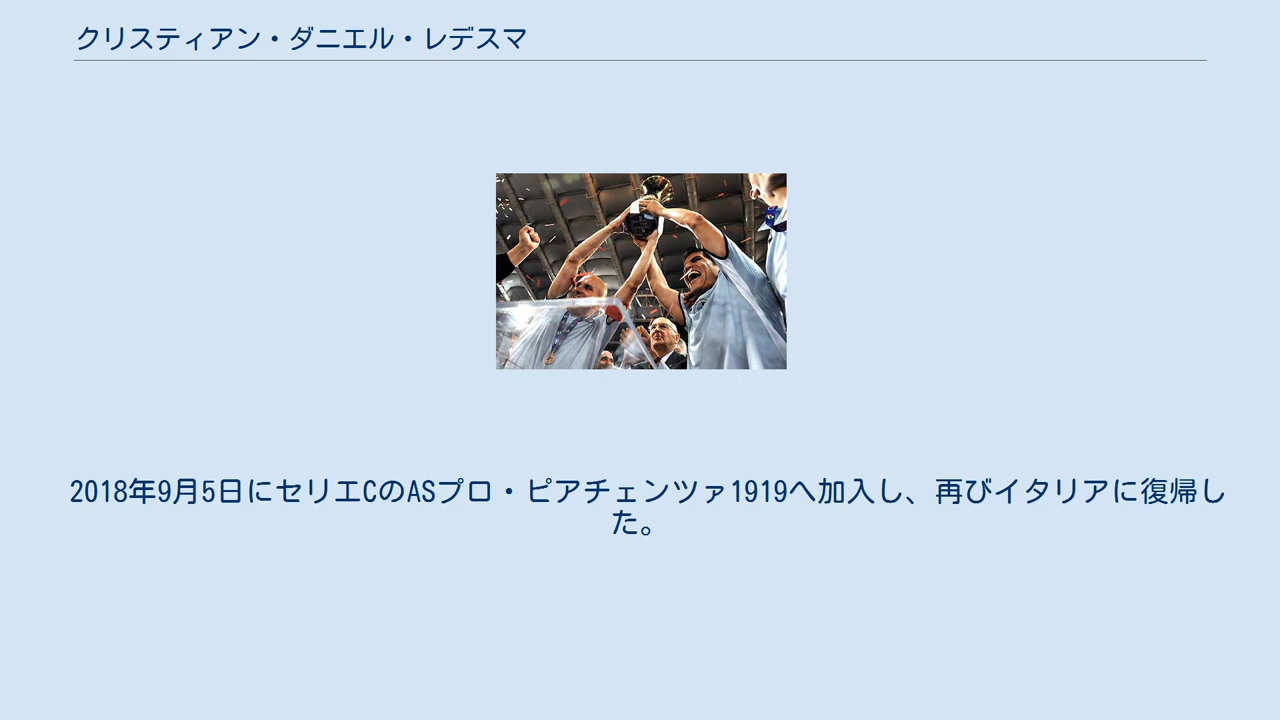 クリスティアン・ダニエル・レデスマ
2018年9月5日にセリエCのASプロ・ピアチェンツァ1919へ加入し、再びイタリアに復帰し
た。